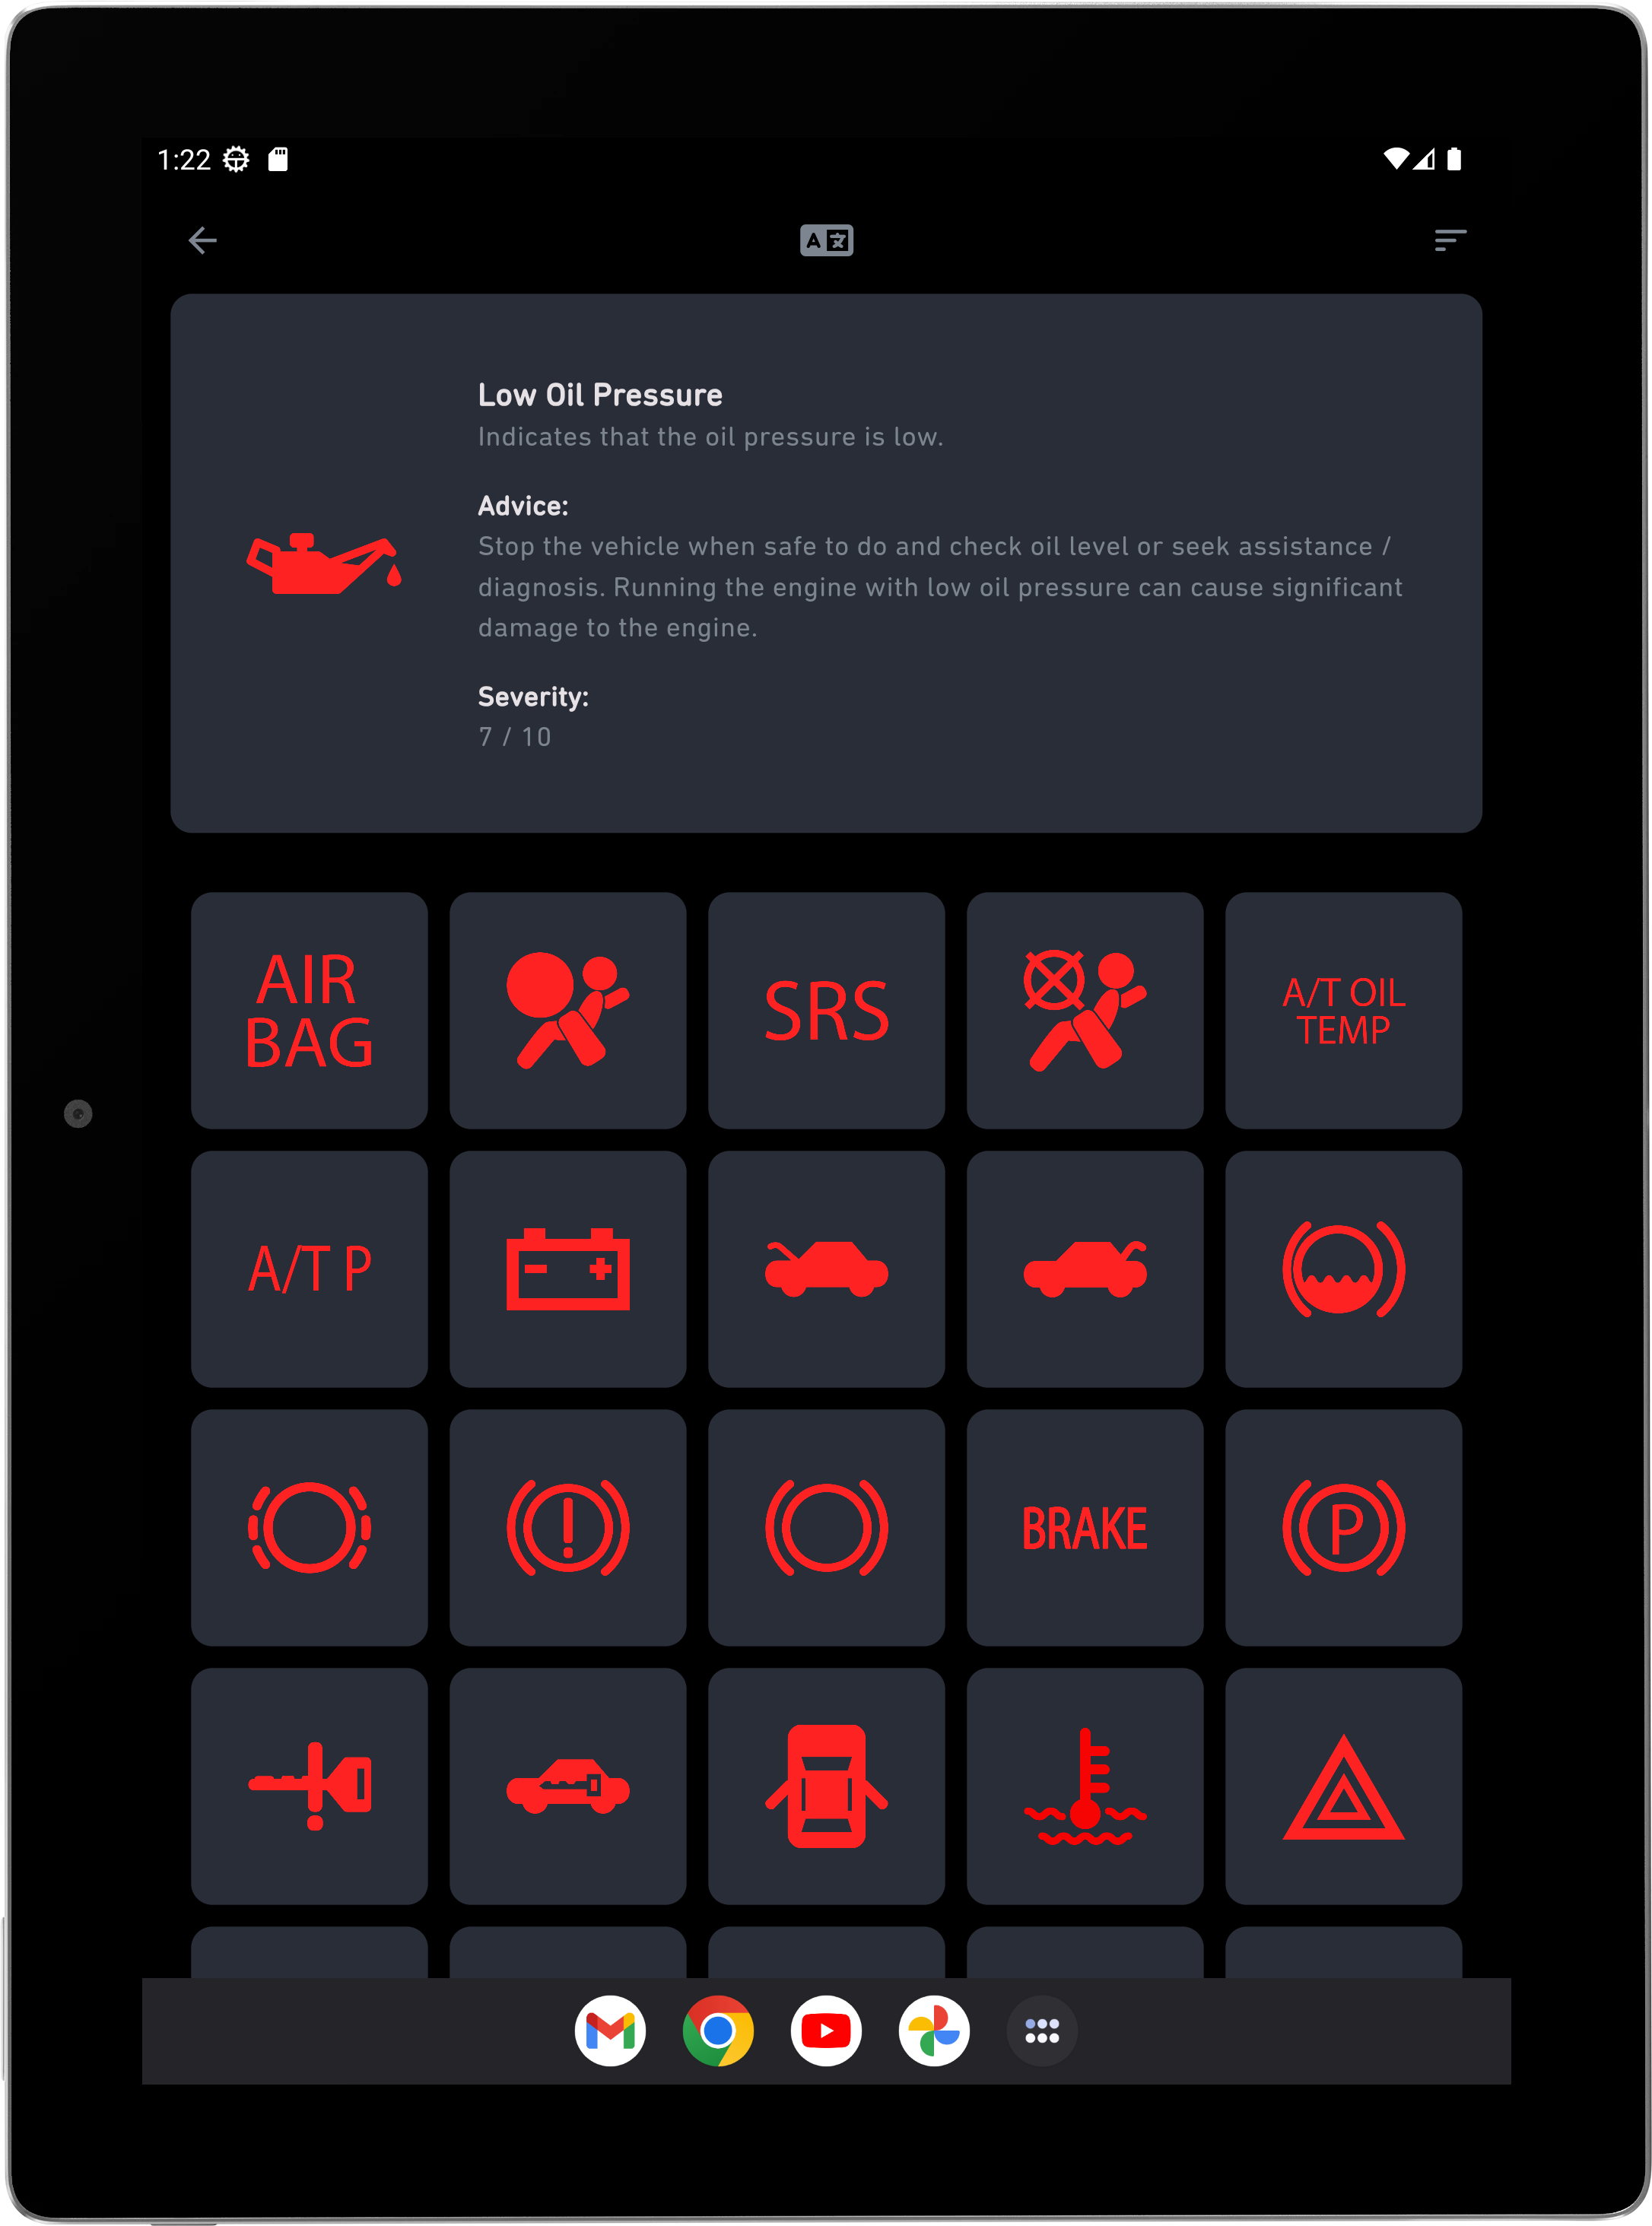 1:22
A 文
Low Oil Pressure
Indicates that the oil pressure is low.
Advice:
Stop the vehicle when safe to do and check oil level or seek assistance /
diagnosis. Running the engine with low oil pressure can cause significant
damage to the engine.
Severity:
7 / 10
AIR
BAG
SRS
A/T OIL
TEMP
A/T P
BRAKE
P